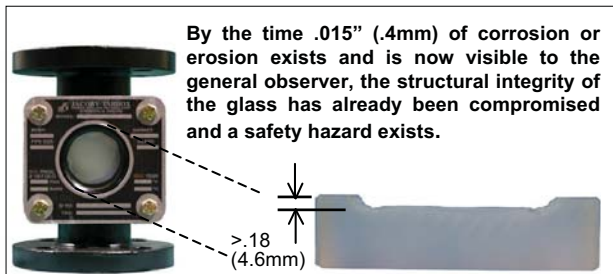 By the time .015” (.4mm) of corrosion or
erosion exists and is now visible to the
general observer, the structural integrity of
the glass has already been compromised
and a safety hazard exists.
>.18
(4.6mm)